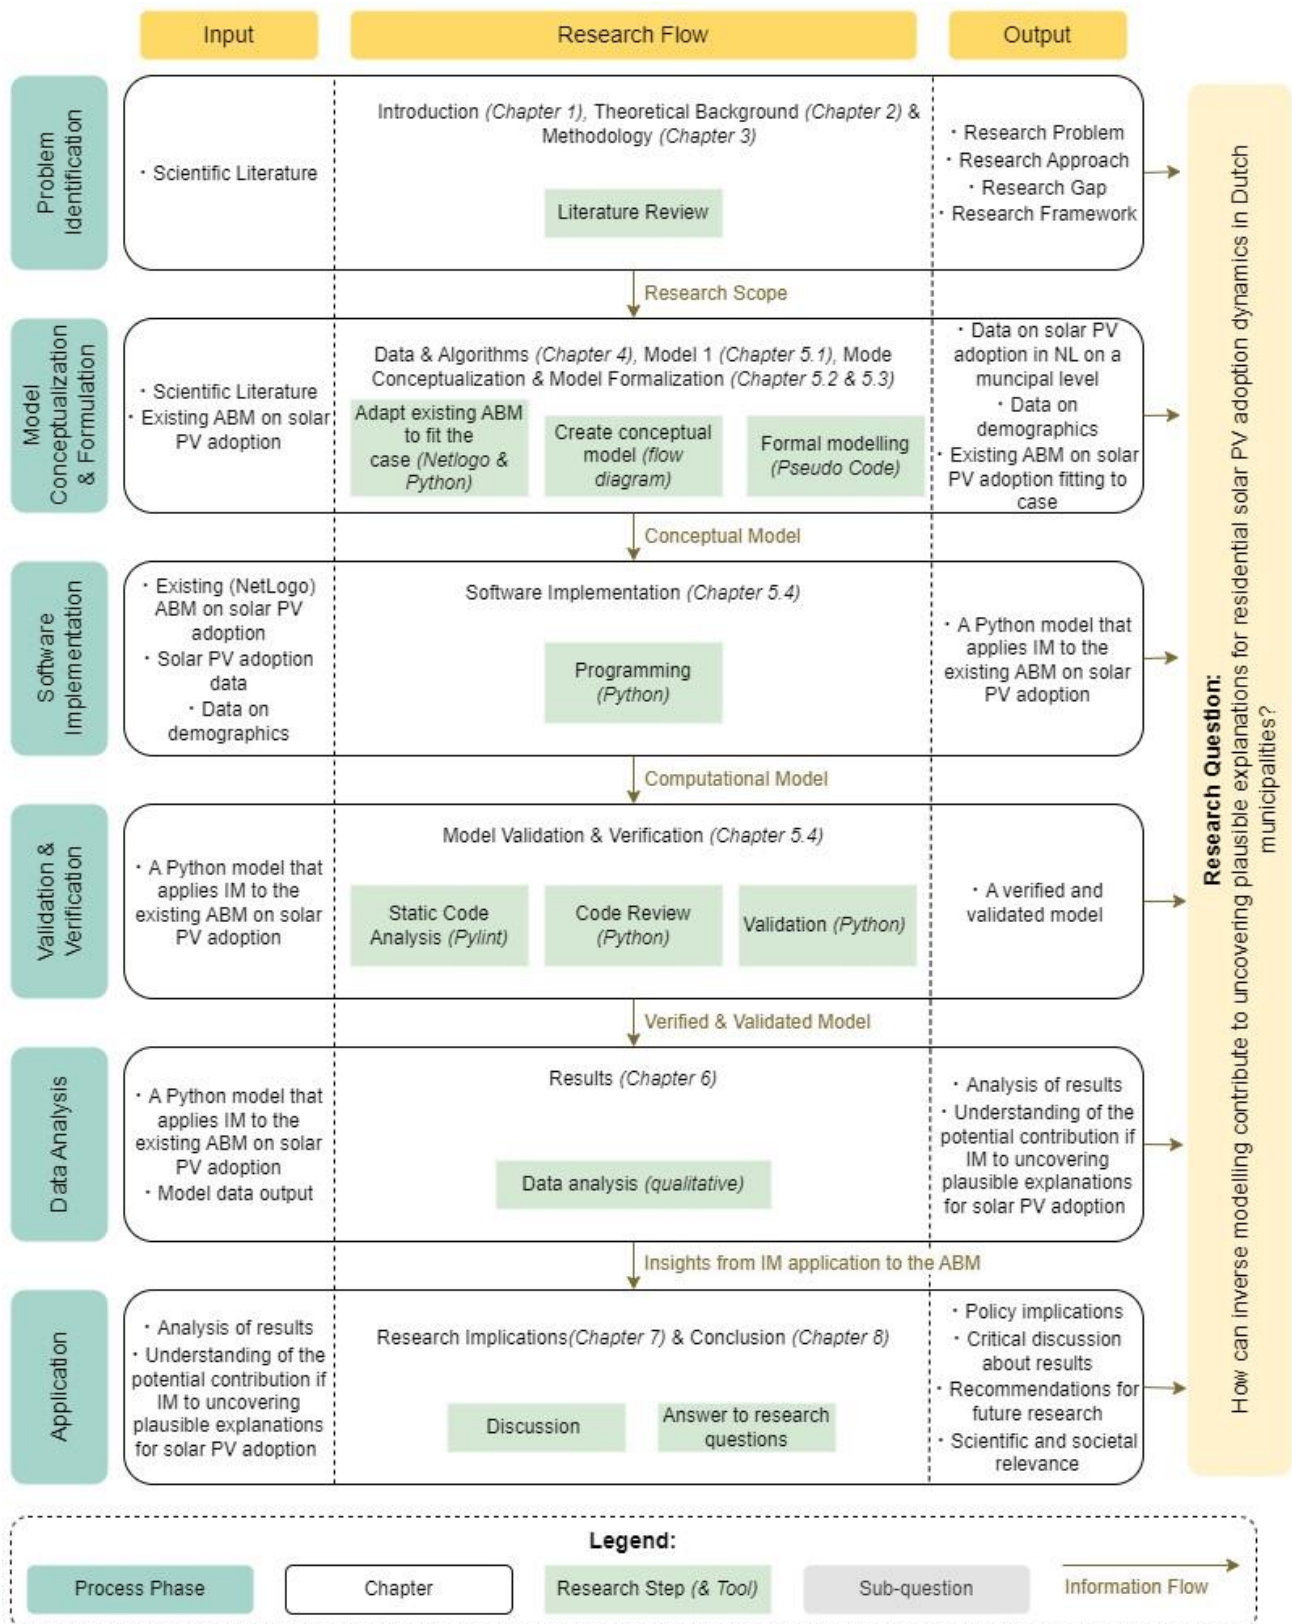 Input
Research Flow
Output
Problem
Identification
· Scientific Literature
Introduction (Chapter 1), Theoretical Background (Chapter 2) &
Methodology (Chapter 3)
Literature Review
· Research Problem
· Research Approach
· Research Gap
· Research Framework
Research Scope
Model
Conceptualization
& Formulation
· Scientific Literature
· Existing ABM on solar
PV adoption
Data & Algorithms (Chapter 4), Model 1 (Chapter 5.1), Mode
Conceptualization & Model Formalization (Chapter 5.2 & 5.3)
Adapt existing ABM
to fit the
case (Netlogo &
Python)
Create conceptual
model (flow
diagram)
Formal modelling
(Pseudo Code)
· Data on solar PV
adoption in NL on a
muncipal level
· Data on
demographics
· Existing ABM on solar
PV adoption fitting to
case
Conceptual Model
Software
Implementation
· Existing (NetLogo)
ABM on solar PV
adoption
· Solar PV adoption
data
· Data on
demographics
Software Implementation (Chapter 5.4)
Programming
(Python)
· A Python model that
applies IM to the
existing ABM on solar
PV adoption
Computational Model
Validation &
Verification
· A Python model that
applies IM to the
existing ABM on solar
PV adoption
Model Validation & Verification (Chapter 5.4)
Static Code
Analysis (Pylint)
Code Review
(Python)
Validation (Python)
· A verified and
validated model
Verified & Validated Model
Data Analysis
· A Python model that
applies IM to the
existing ABM on solar
PV adoption
· Model data output
Results (Chapter 6)
Data analysis (qualitative)
· Analysis of results
· Understanding of the
potential contribution if
IM to uncovering
plausible explanations
for solar PV adoption
Insights from IM application to the ABM
Application
· Analysis of results
· Understanding of the
potential contribution if
IM to uncovering
plausible explanations
for solar PV adoption
Research Implications(Chapter 7) & Conclusion (Chapter 8)
Discussion
Answer to research
questions
· Policy implications
· Critical discussion
about results
· Recommendations for
future research
· Scientific and societal
relevance
Research Question:
How can inverse modelling contribute to uncovering plausible explanations for residential solar PV adoption dynamics in Dutch
municipalities?
Legend:
Process Phase
Chapter
Research Step (& Tool)
Sub-question
Information Flow